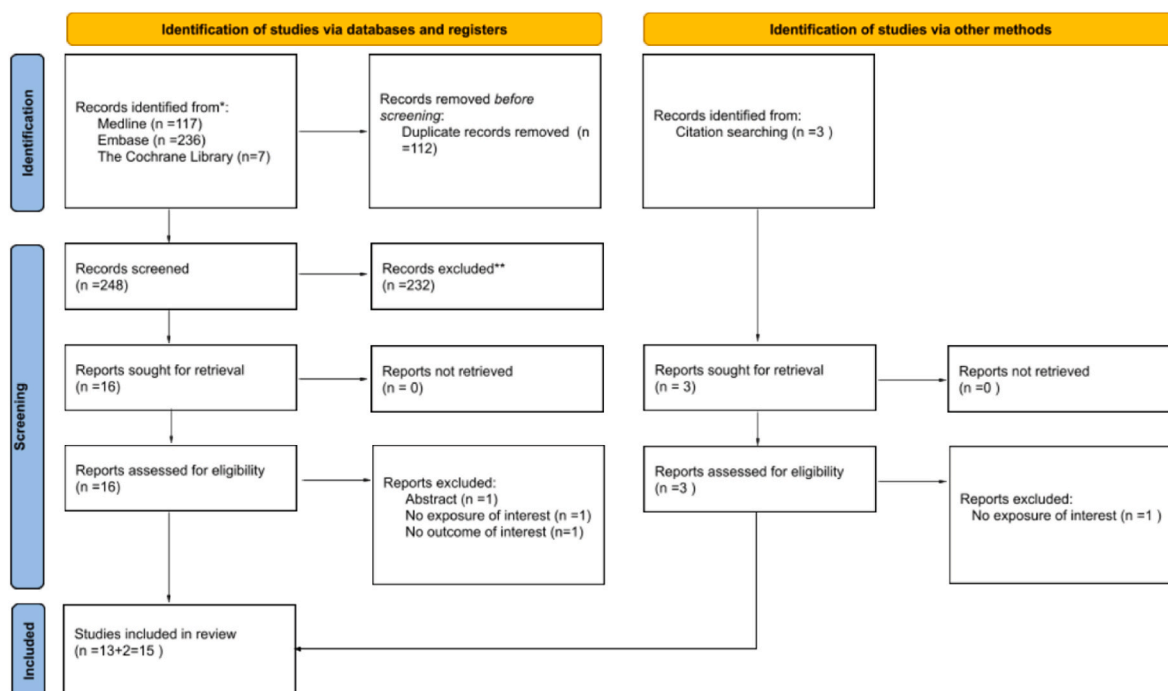 Identification of studies via databases and registers
Identification of studies via other methods
Identification
Records identified from*:
Medline (n =117)
Embase (n =236)
The Cochrane Library (n=7)
Records removed before
screening:
Duplicate records removed (n
=112)
Records identified from:
Citation searching (n =3 )
Screening
Records screened
(n =248)
Records excluded**
(n =232)
Reports sought for retrieval
(n =16)
Reports not retrieved
(n = 0)
Reports sought for retrieval
(n = 3)
Reports not retrieved
(n =0 )
Reports assessed for eligibility
(n =16)
Reports excluded:
Abstract (n =1)
No exposure of interest (n =1)
No outcome of interest (n=1)
Reports assessed for eligibility
(n =3 )
Reports excluded:
No exposure of interest (n =1 )
Included
Studies included in review
(n =13+2=15 )